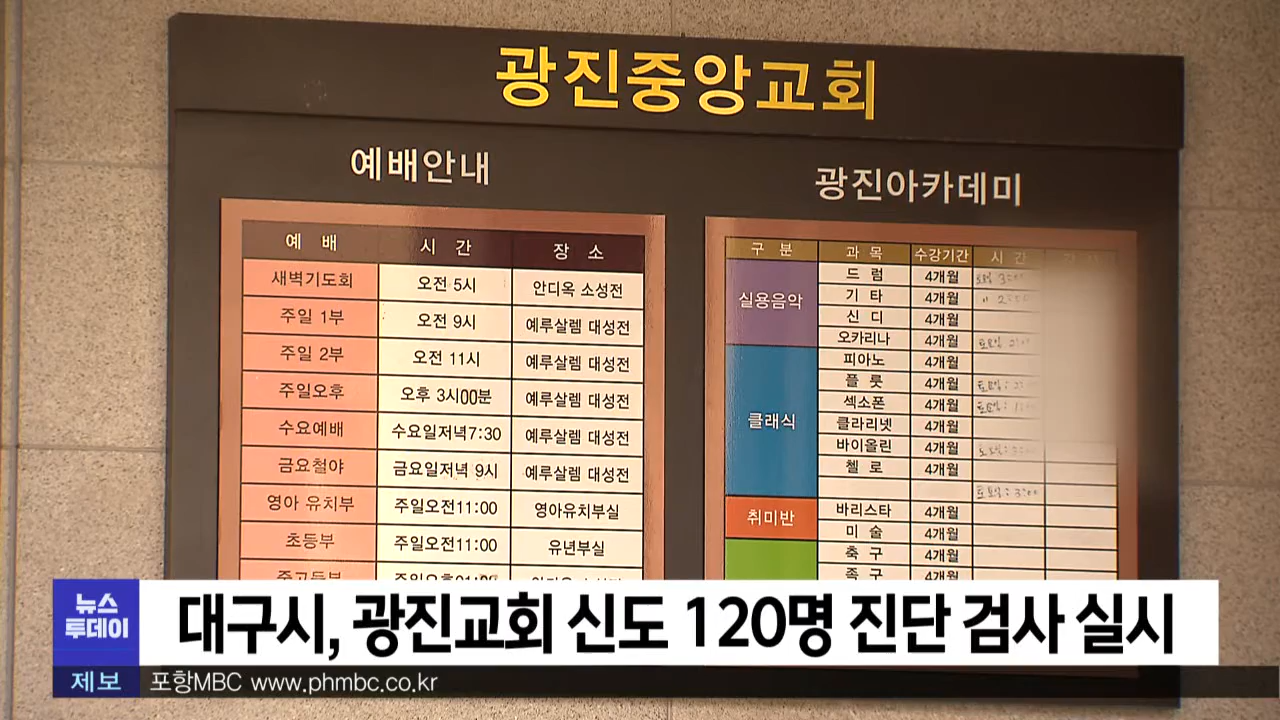 광진중앙교회
예배안내
예 배 시 간 장 소
새벽기도회 오전 5시 안디옥 소성전
주일 1부 오전 9시 예루살렘 대성전
주일 2부 오전 11시 예루살렘 대성전
주일오후 오후 3시00분 예루살렘 대성전
수요예배 수요일저녁7:30 예루살렘 대성전
금요철야 금요일저녁 9시 예루살렘 대성전
영아 유치부 주일오전11:00 영아유치부실
초등부 주일오전11:00 유년부실
광진아카데미
구 분 과 목 수강기간 시 간
실용음악
드 럼 4개월
기 타 4개월
신 디 4개월
오카리나 4개월
클래식
피아노 4개월
플 룻 4개월
섹소폰 4개월
클라리넷 4개월
바이올린 4개월
첼 로 4개월
취미반
바리스타 4개월
미 술 4개월
축 구 4개월
족 구 4개월
뉴스
투데이
대구시, 광진교회 신도 120명 진단 검사 실시
제보 포항MBC www.phmbc.co.kr